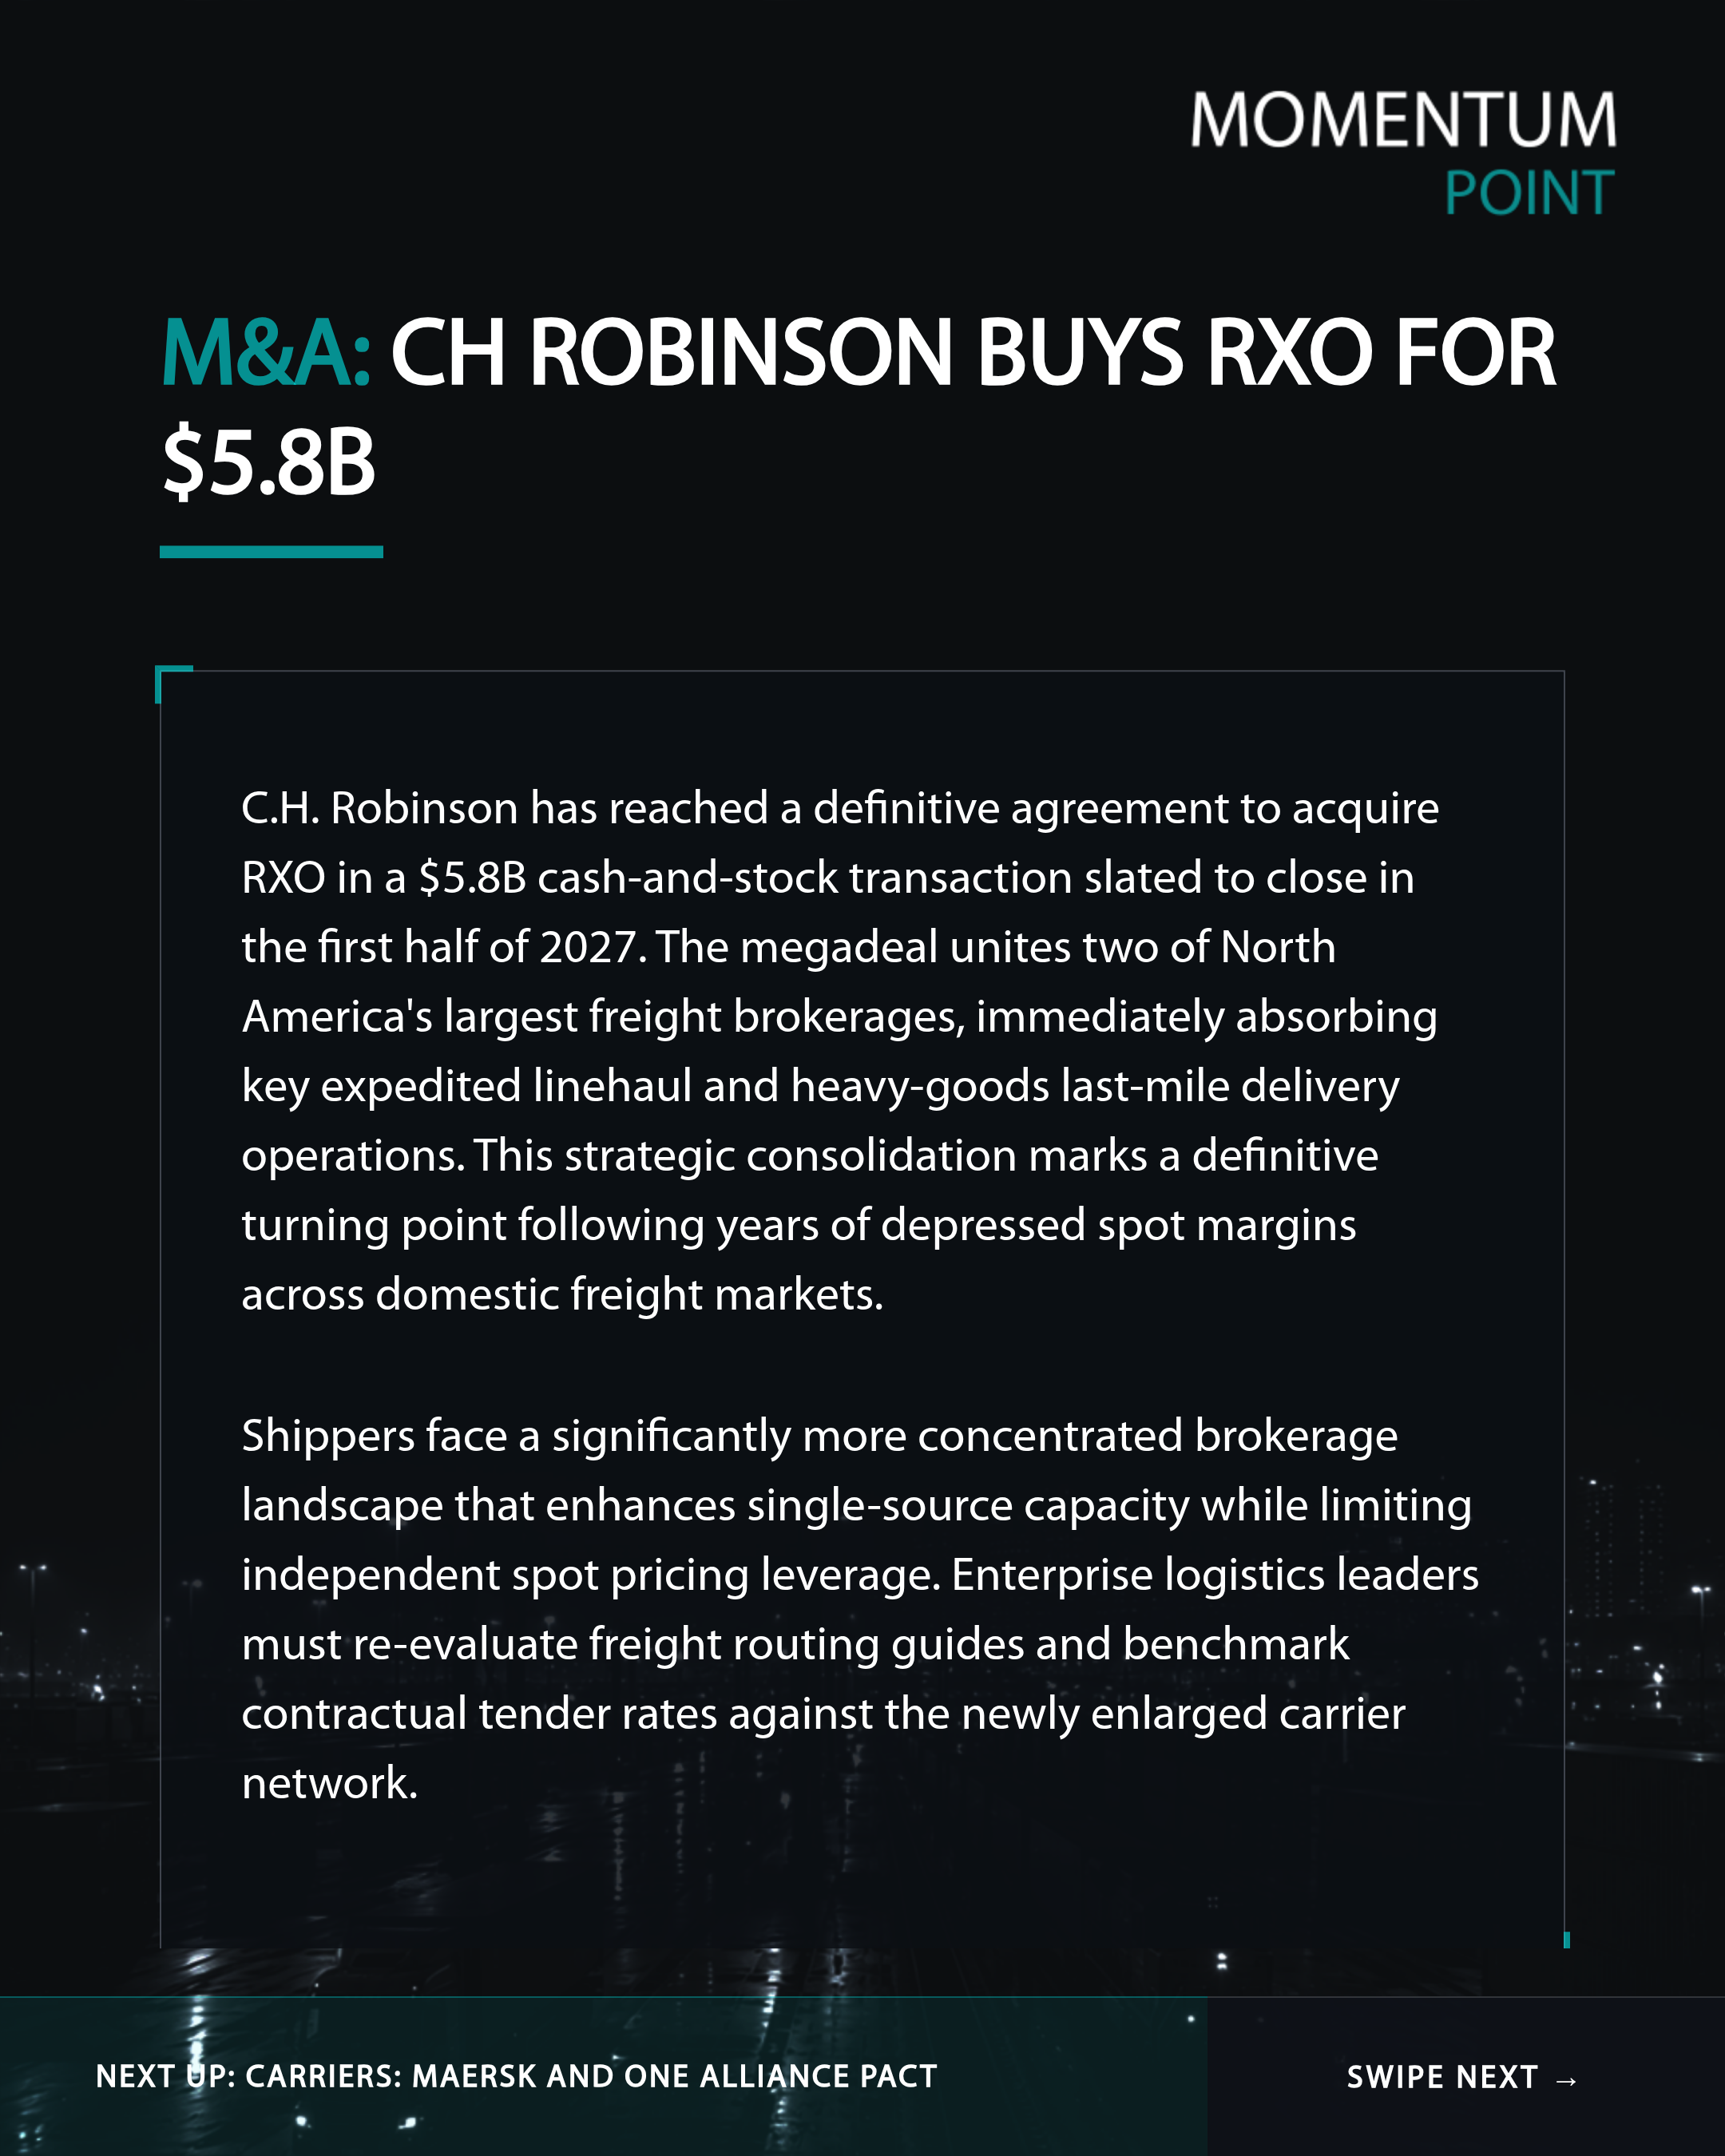 MOMENTUM
POINT
M&A: CH ROBINSON BUYS RXO FOR
$5.8B
C.H. Robinson has reached a definitive agreement to acquire
RXO in a $5.8B cash-and-stock transaction slated to close in
the first half of 2027. The megadeal unites two of North
America's largest freight brokerages, immediately absorbing
key expedited linehaul and heavy-goods last-mile delivery
operations. This strategic consolidation marks a definitive
turning point following years of depressed spot margins
across domestic freight markets.
Shippers face a significantly more concentrated brokerage
landscape that enhances single-source capacity while limiting
independent spot pricing leverage. Enterprise logistics leaders
must re-evaluate freight routing guides and benchmark
contractual tender rates against the newly enlarged carrier
network.
NEXT UP: CARRIERS: MAERSK AND ONE ALLIANCE PACT
SWIPE NEXT →